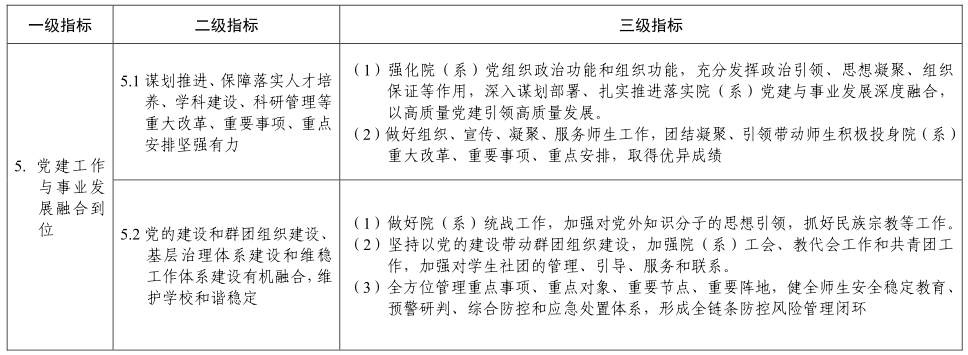 一级指标
二级指标
三级指标
5. 党建工作
与事业发
展融合到
位
5.1 谋划推进、保障落实人才培
养、学科建设、科研管理等
重大改革、重要事项、重点
安排坚强有力
（1）强化院（系）党组织政治功能和组织功能，充分发挥政治引领、思想凝聚、组织
保证等作用，深入谋划部署、扎实推进落实院（系）党建与事业发展深度融合，
以高质量党建引领高质量发展。
（2）做好组织、宣传、凝聚、服务师生工作，团结凝聚、引领带动师生积极投身院（系）
重大改革、重要事项、重点安排，取得优异成绩
5.2 党的建设和群团组织建设、
基层治理体系建设和维稳
工作体系建设有机融合，维
护学校和谐稳定
（1）做好院（系）统战工作，加强对党外知识分子的思想引领，抓好民族宗教等工作。
（2）坚持以党的建设带动群团组织建设，加强院（系）工会、教代会工作和共青团工
作，加强对学生社团的管理、引导、服务和联系。
（3）全方位管理重点事项、重点对象、重要节点、重要阵地，健全师生安全稳定教育、
预警研判、综合防控和应急处置体系，形成全链条防控风险管理闭环